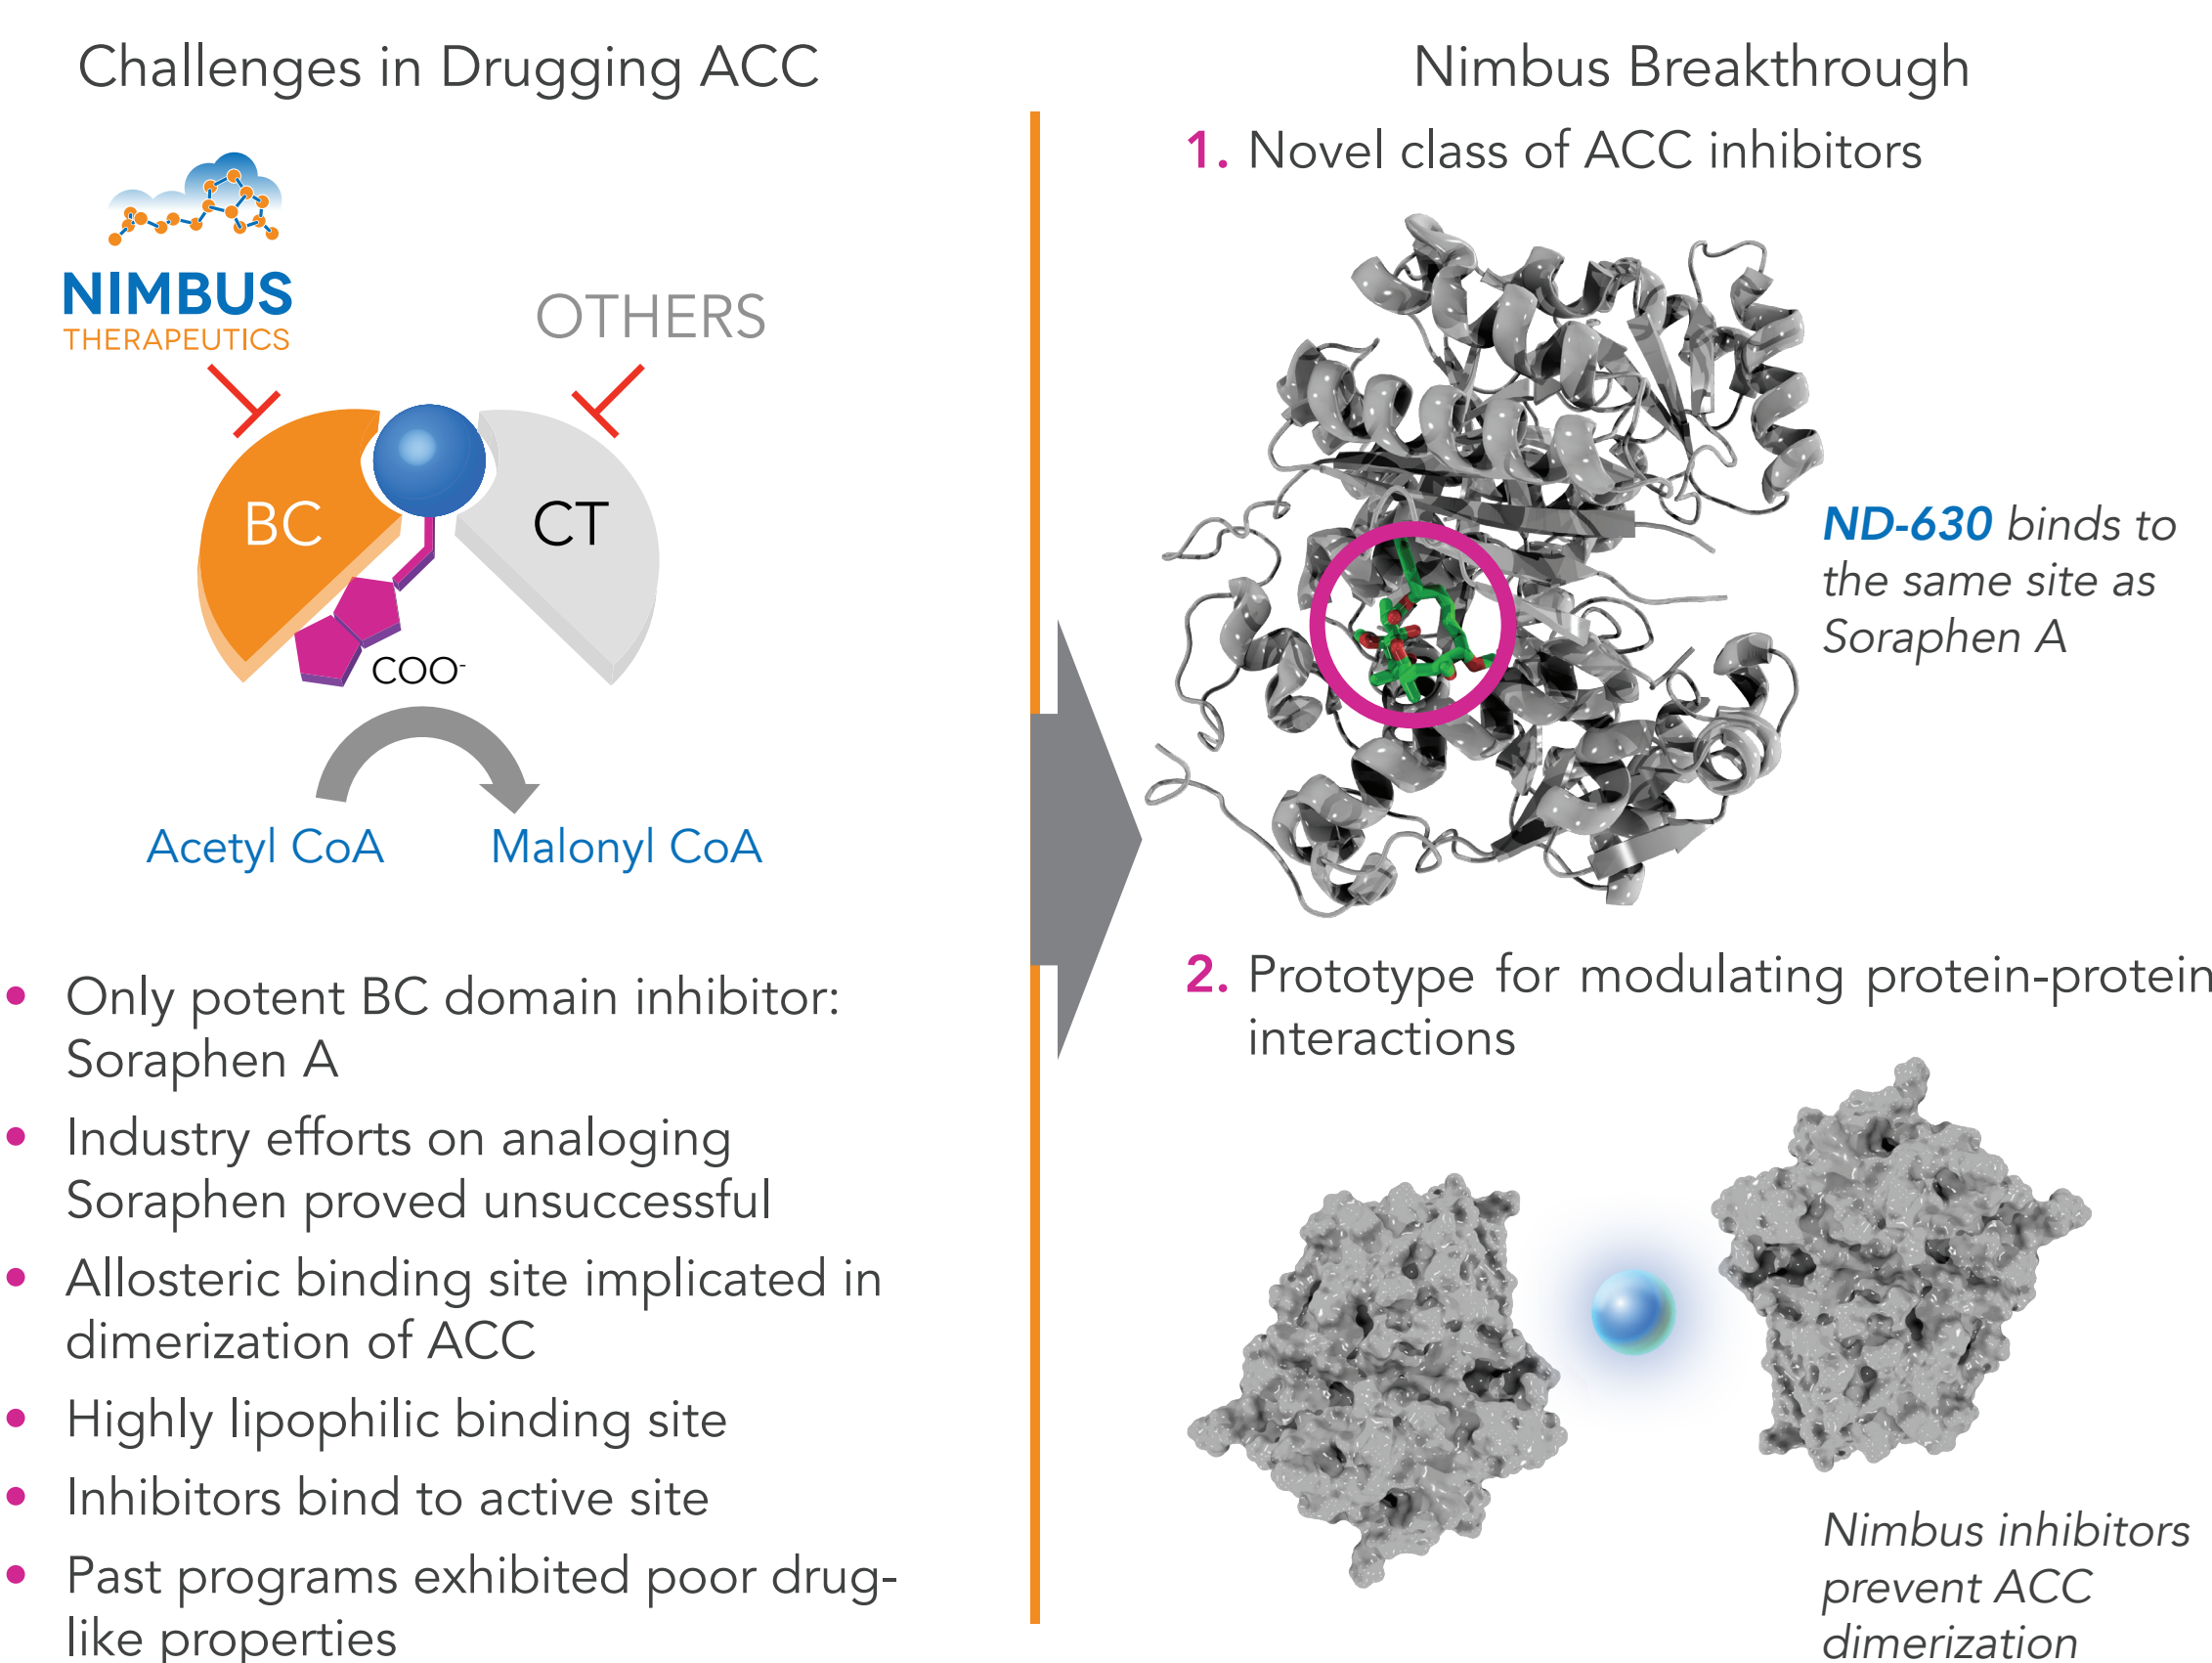 Challenges in Drugging ACC
NIMBUS
THERAPEUTICS
OTHERS
BC
CT
COO-
Acetyl CoA
Malonyl CoA
• Only potent BC domain inhibitor:
Soraphen A
• Industry efforts on analoging
Soraphen proved unsuccessful
• Allosteric binding site implicated in
dimerization of ACC
• Highly lipophilic binding site
• Inhibitors bind to active site
• Past programs exhibited poor drug-
like properties
Nimbus Breakthrough
1. Novel class of ACC inhibitors
ND-630 binds to
the same site as
Soraphen A
2. Prototype for modulating protein-protein
interactions
Nimbus inhibitors
prevent ACC
dimerization